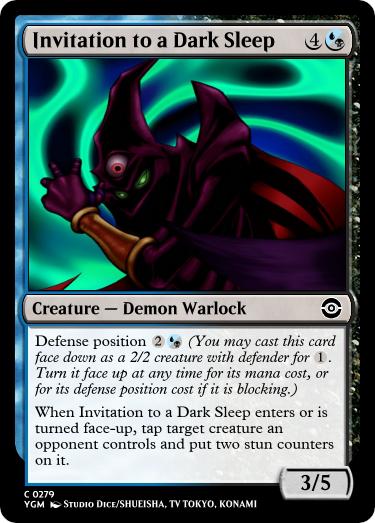 Invitation to a Dark Sleep 4
Creature — Demon Warlock
Defense position 2 (You may cast this card
face down as a 2/2 creature with defender for 1.
Turn it face up at any time for its mana cost, or
for its defense position cost if it is blocking.)
When Invitation to a Dark Sleep enters or is
turned face-up, tap target creature an
opponent controls and put two stun counters
on it.
3/5
C 0279
YGM Studio Dice/SHUEISHA, TV TOKYO, KONAMI